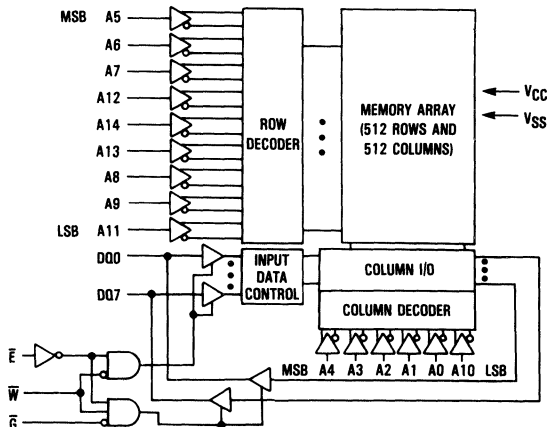 MSB A5
A6
A7
A12
A14
A13
A8
A9
LSB A11
ROW
DECODER
MEMORY ARRAY
(512 ROWS AND
512 COLUMNS)
VCC
VSS
DQ0
DQ7
INPUT
DATA
CONTROL
COLUMN I/O
COLUMN DECODER
MSB A4 A3 A2 A1 A0 A10 LSB
E̅
W̅
G̅